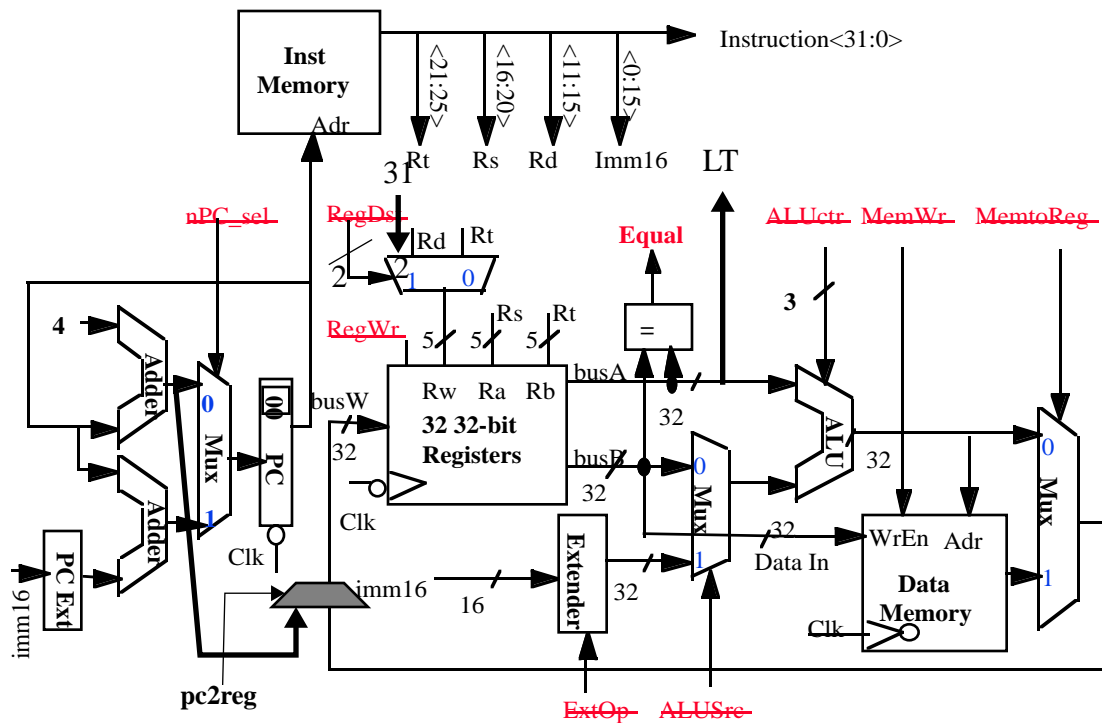 Inst
Memory
Adr
Instruction<31:0>
<21:25>
<16:20>
<11:15>
<0:15>
Rt
Rs
Rd
Imm16
31
LT
nPC_sel
RegDs
ALUctr
MemWr
MemtoReg
Equal
Rd
Rt
2
2
1
0
4
Adder
3
=
RegWr
5
5
Rs
5
Rt
busA
Rw
Ra
Rb
32 32-bit
Registers
busW
32
32
0
Mux
1
00
PC
Clk
Adder
PC Ext
imm16
busB
32
Clk
0
Mux
1
ALU
32
0
Mux
1
32
Data In
WrEn
Adr
Data
Memory
Clk
imm16
16
Extender
32
pc2reg
ExtOp
ALUSrc